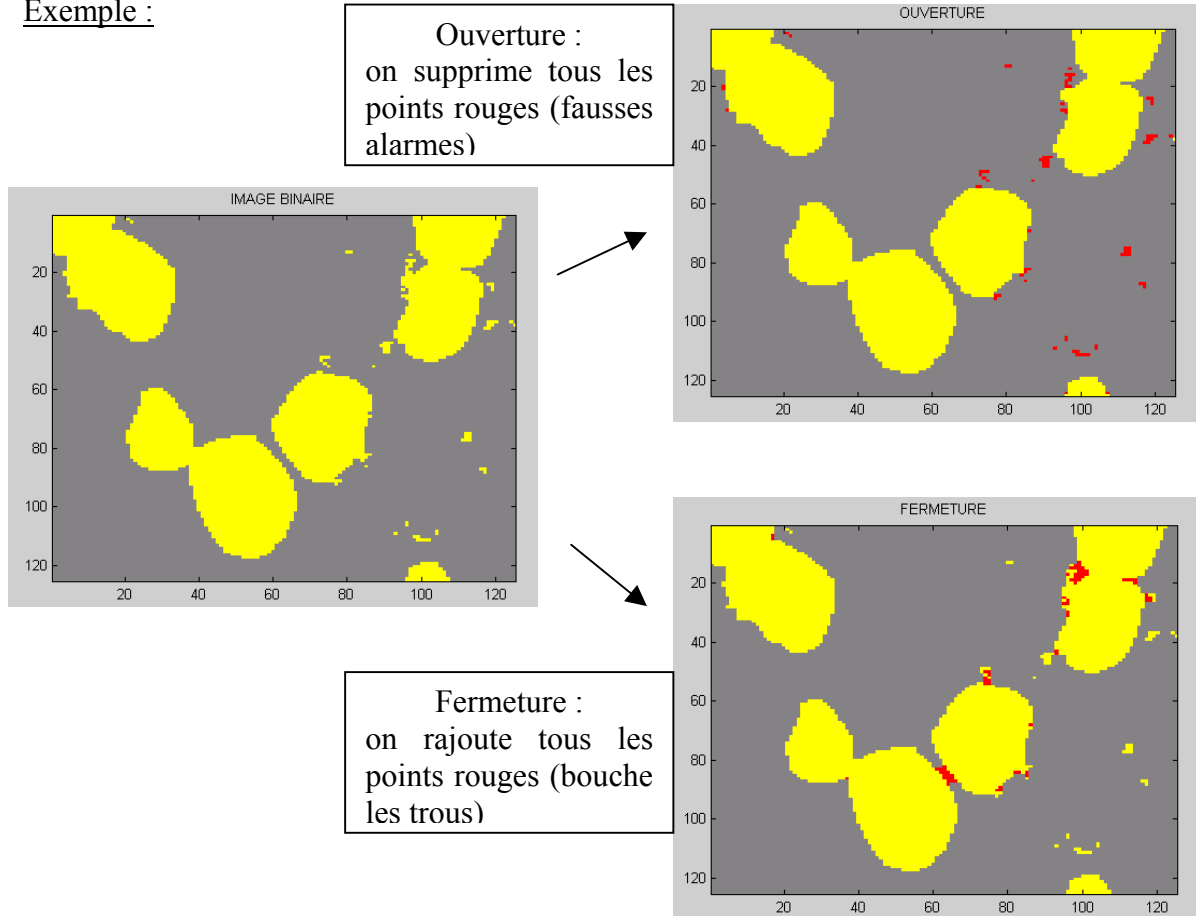 Exemple :
Ouverture :
on supprime tous les
points rouges (fausses
alarmes)
OUVERTURE
20
40
60
80
100
120
20 40 60 80 100 120
IMAGE BINAIRE
20
40
60
80
100
120
20 40 60 80 100 120
Fermeture :
on rajoute tous les
points rouges (bouche
les trous)
FERMETURE
20
40
60
80
100
120
20 40 60 80 100 120